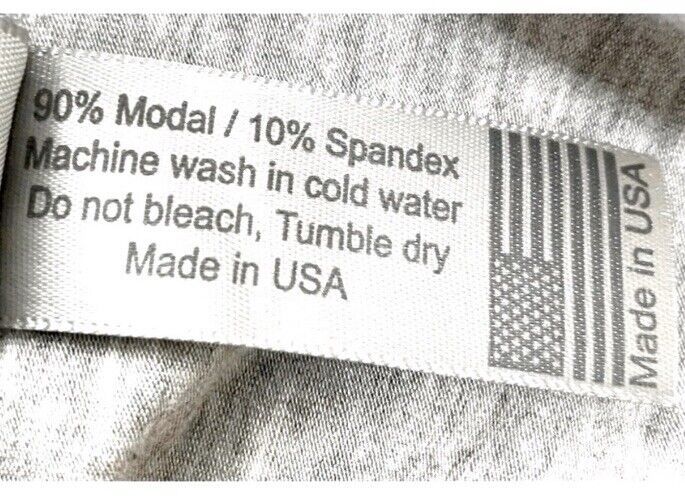 90% Modal / 10% Spandex
Machine wash in cold water
Do not bleach, Tumble dry
Made in USA
Made in USA